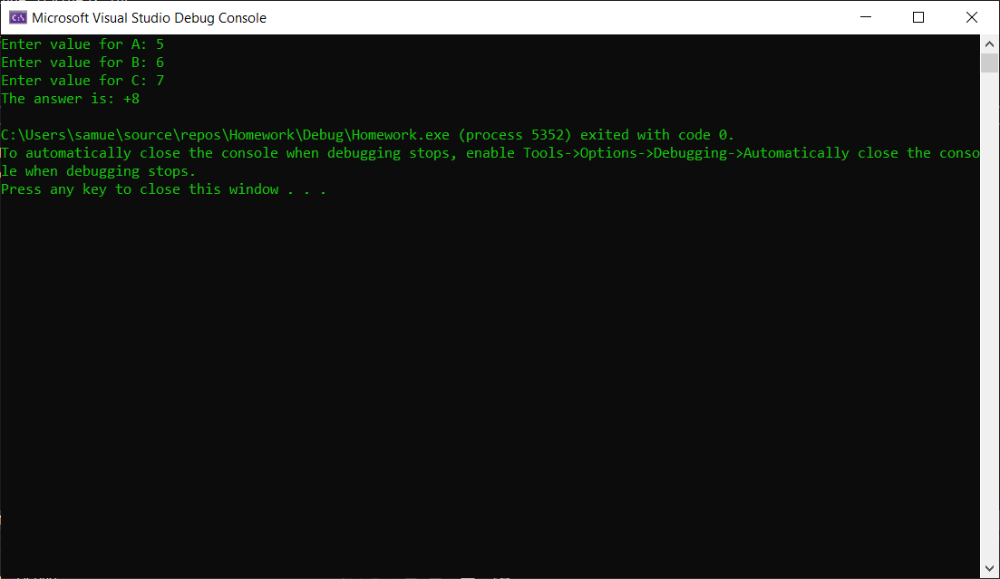 Microsoft Visual Studio Debug Console
Enter value for A: 5
Enter value for B: 6
Enter value for C: 7
The answer is: +8
C:\Users\samue\source\repos\Homework\Debug\Homework.exe (process 5352) exited with code 0.
To automatically close the console when debugging stops, enable Tools->Options->Debugging->Automatically close the conso
le when debugging stops.
Press any key to close this window . . .